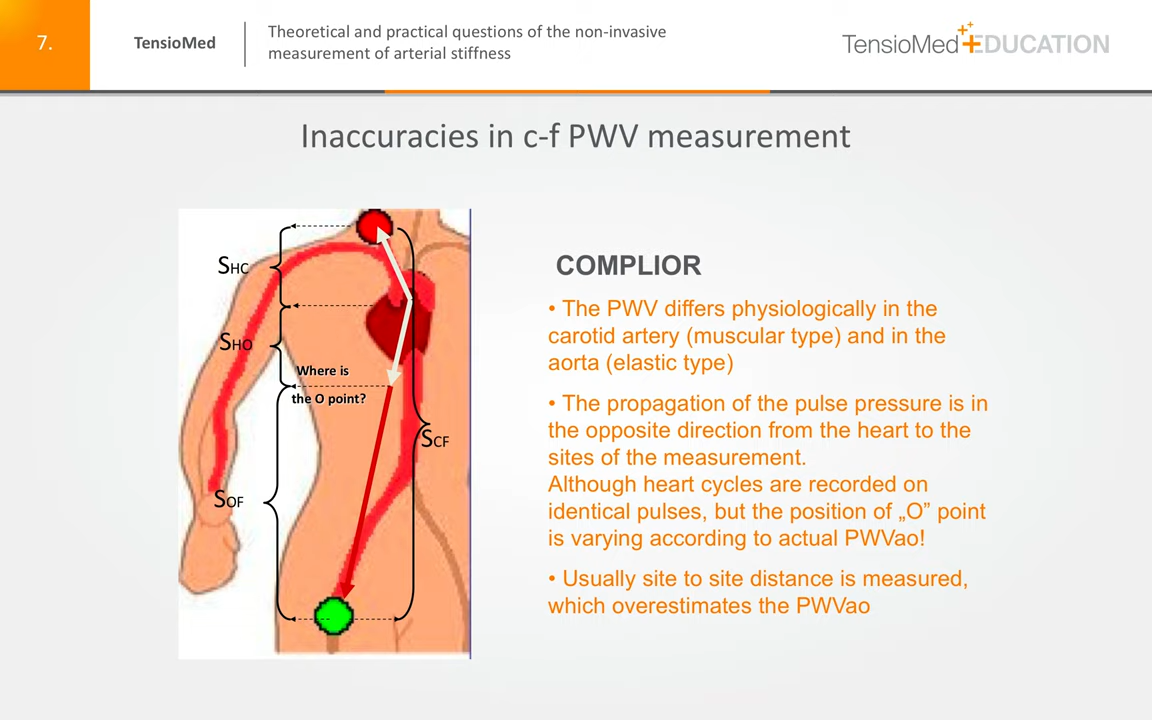 7.
TensioMed
Theoretical and practical questions of the non-invasive
measurement of arterial stiffness
TensioMed EDUCATION
Inaccuracies in c-f PWV measurement
SHC
SHO
Where is
the O point?
SCF
SOF
COMPLIOR
• The PWV differs physiologically in the
carotid artery (muscular type) and in the
aorta (elastic type)
• The propagation of the pulse pressure is in
the opposite direction from the heart to the
sites of the measurement.
Although heart cycles are recorded on
identical pulses, but the position of „O” point
is varying according to actual PWVao!
• Usually site to site distance is measured,
which overestimates the PWVao